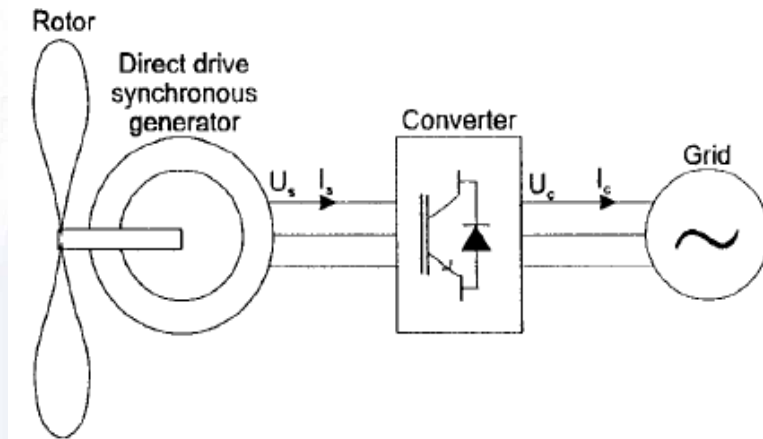 Rotor
Direct drive
synchronous
generator
Converter
Grid
Us Is
Uc Ic